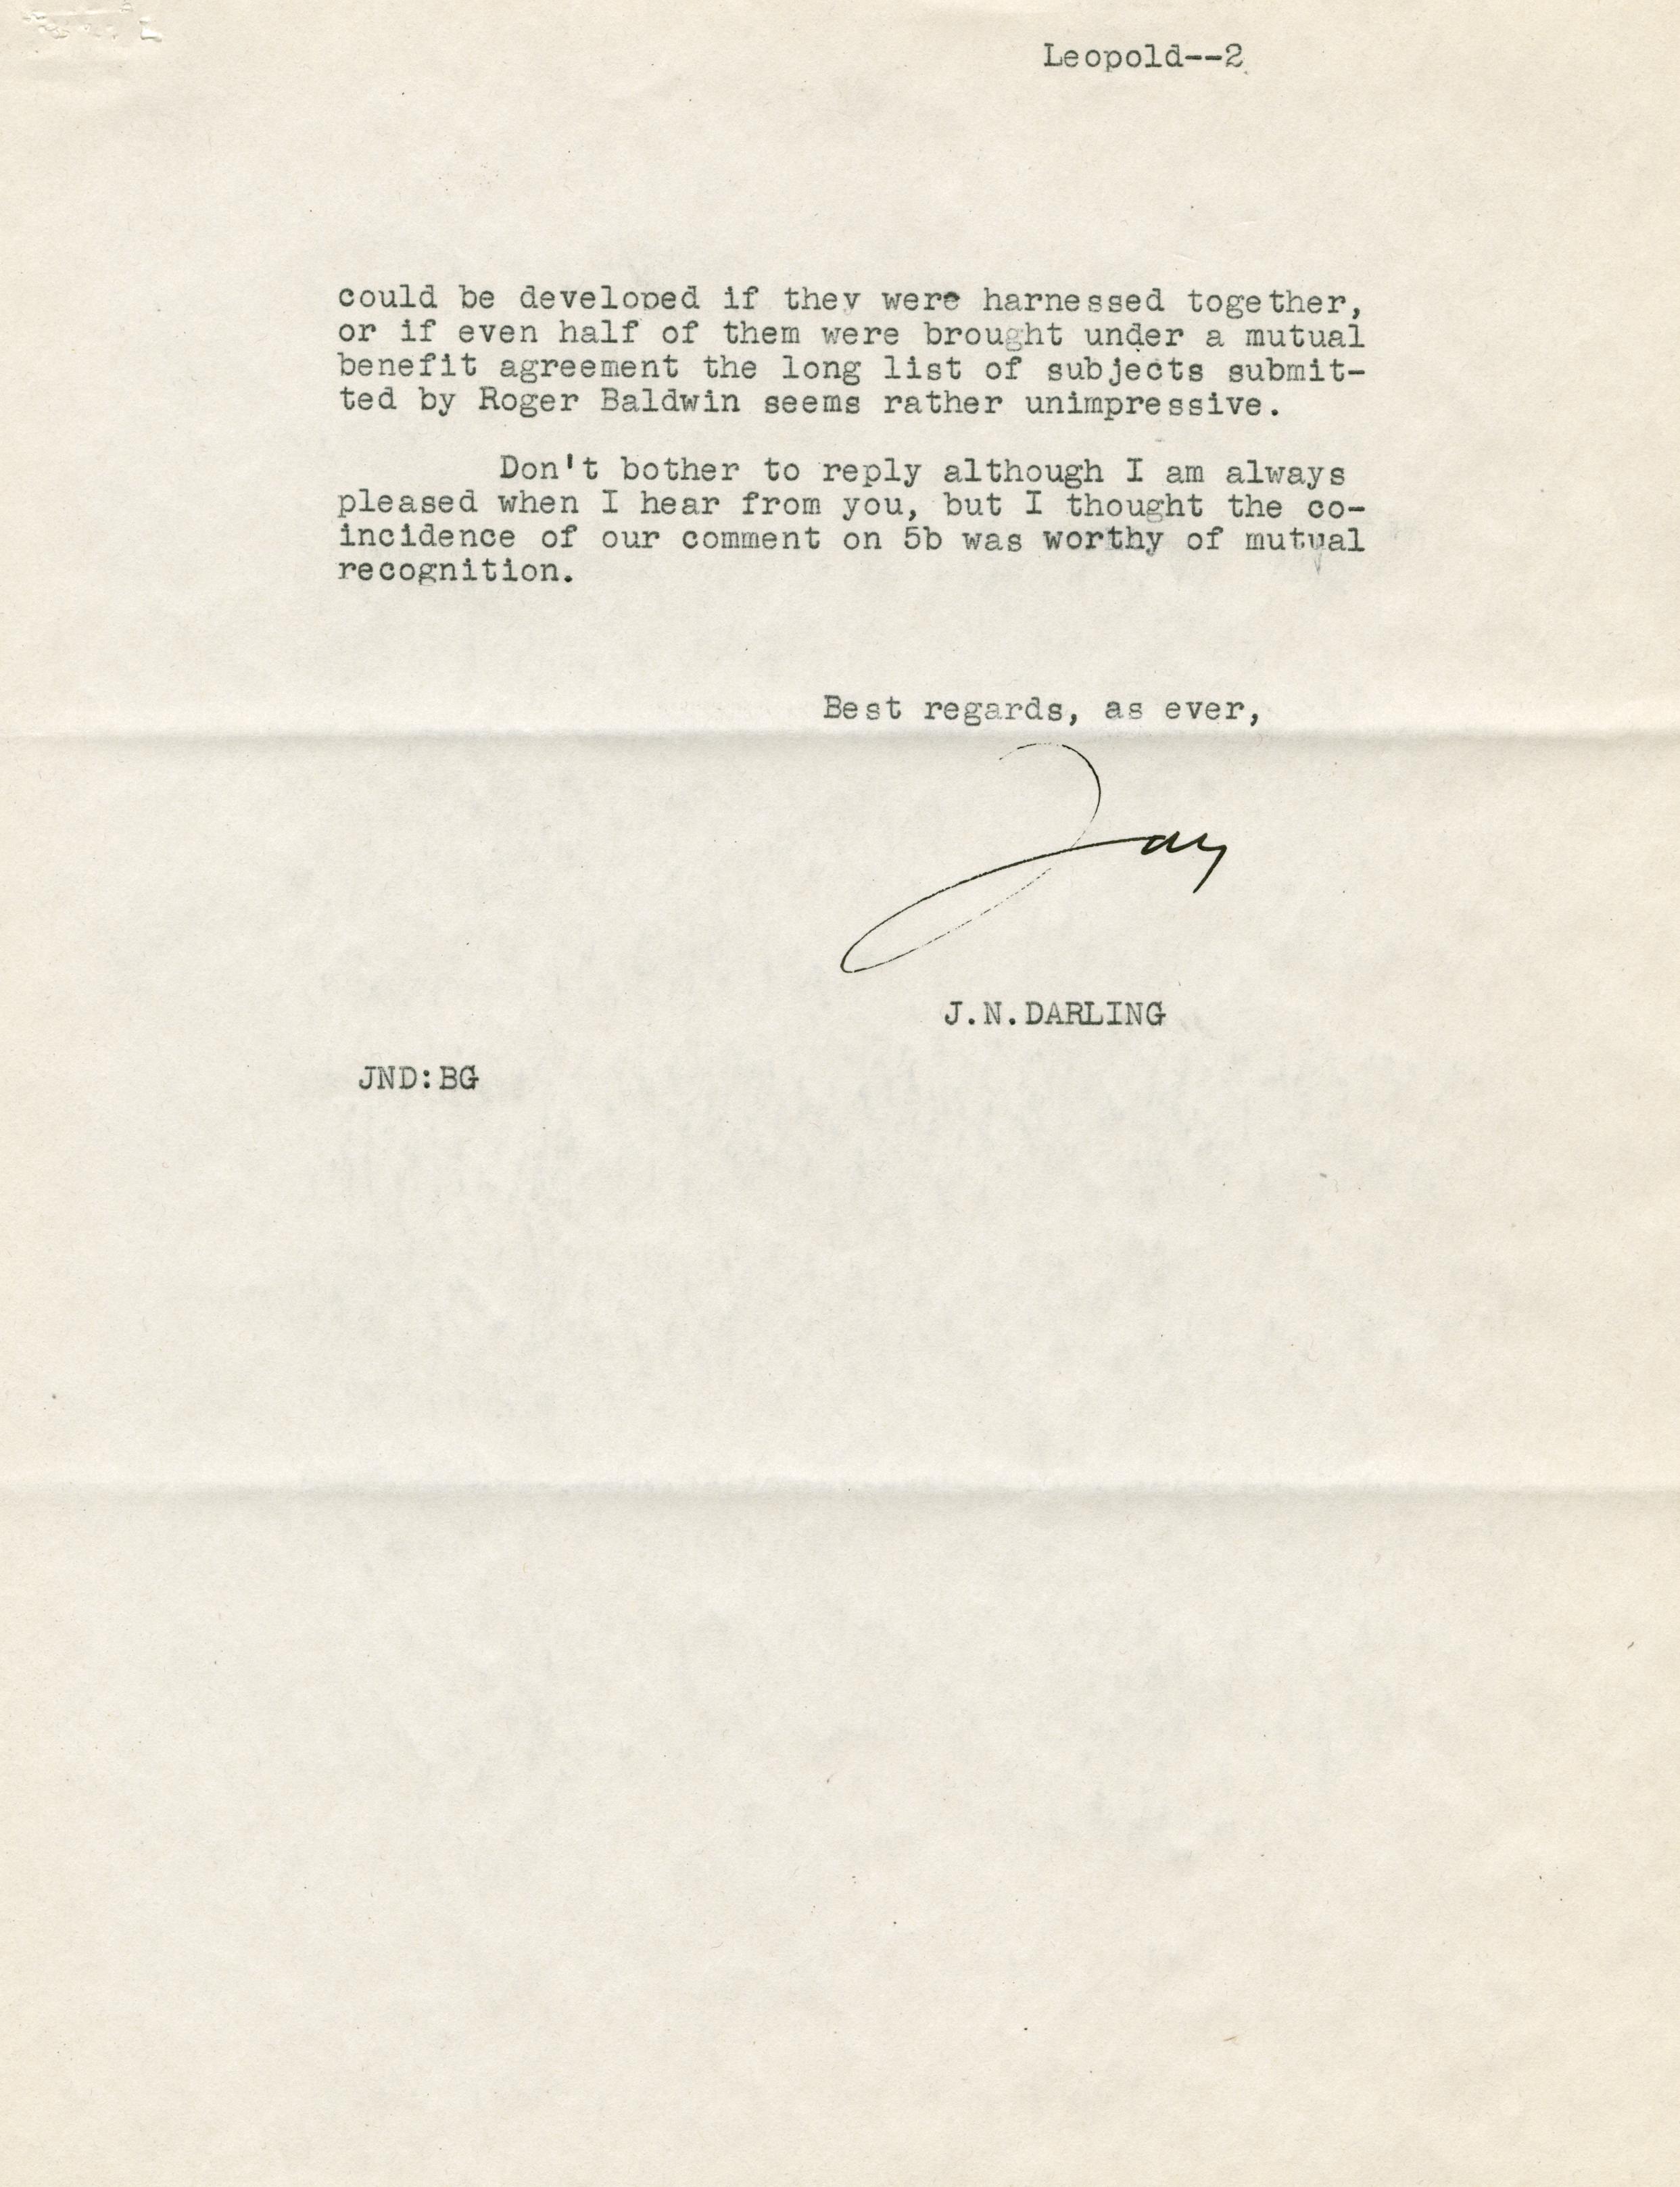 Leopold--2
could be developed if they were harnessed together,
or if even half of them were brought under a mutual
benefit agreement the long list of subjects submit-
ted by Roger Baldwin seems rather unimpressive.
Don't bother to reply although I am always
pleased when I hear from you, but I thought the co-
incidence of our comment on 5b was worthy of mutual
recognition.
Best regards, as ever,
Jay
J.N.DARLING
JND:BG